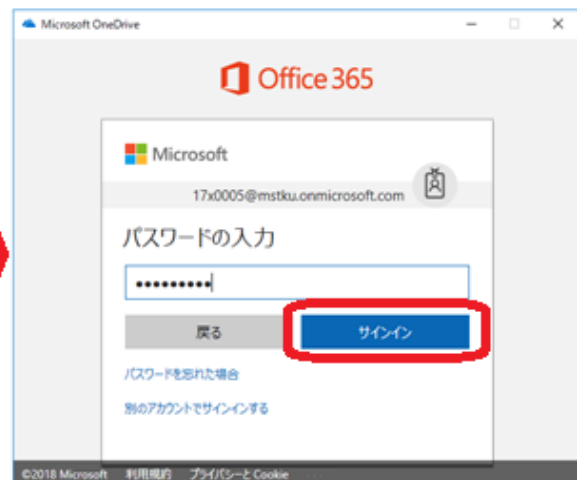 Microsoft OneDrive
Office 365
Microsoft
17x0005@mstku.onmicrosoft.com
パスワードの入力
•••••••••
戻る サインイン
パスワードを忘れた場合
別のアカウントでサインインする
©2018 Microsoft 利用規約 プライバシーと Cookie ...